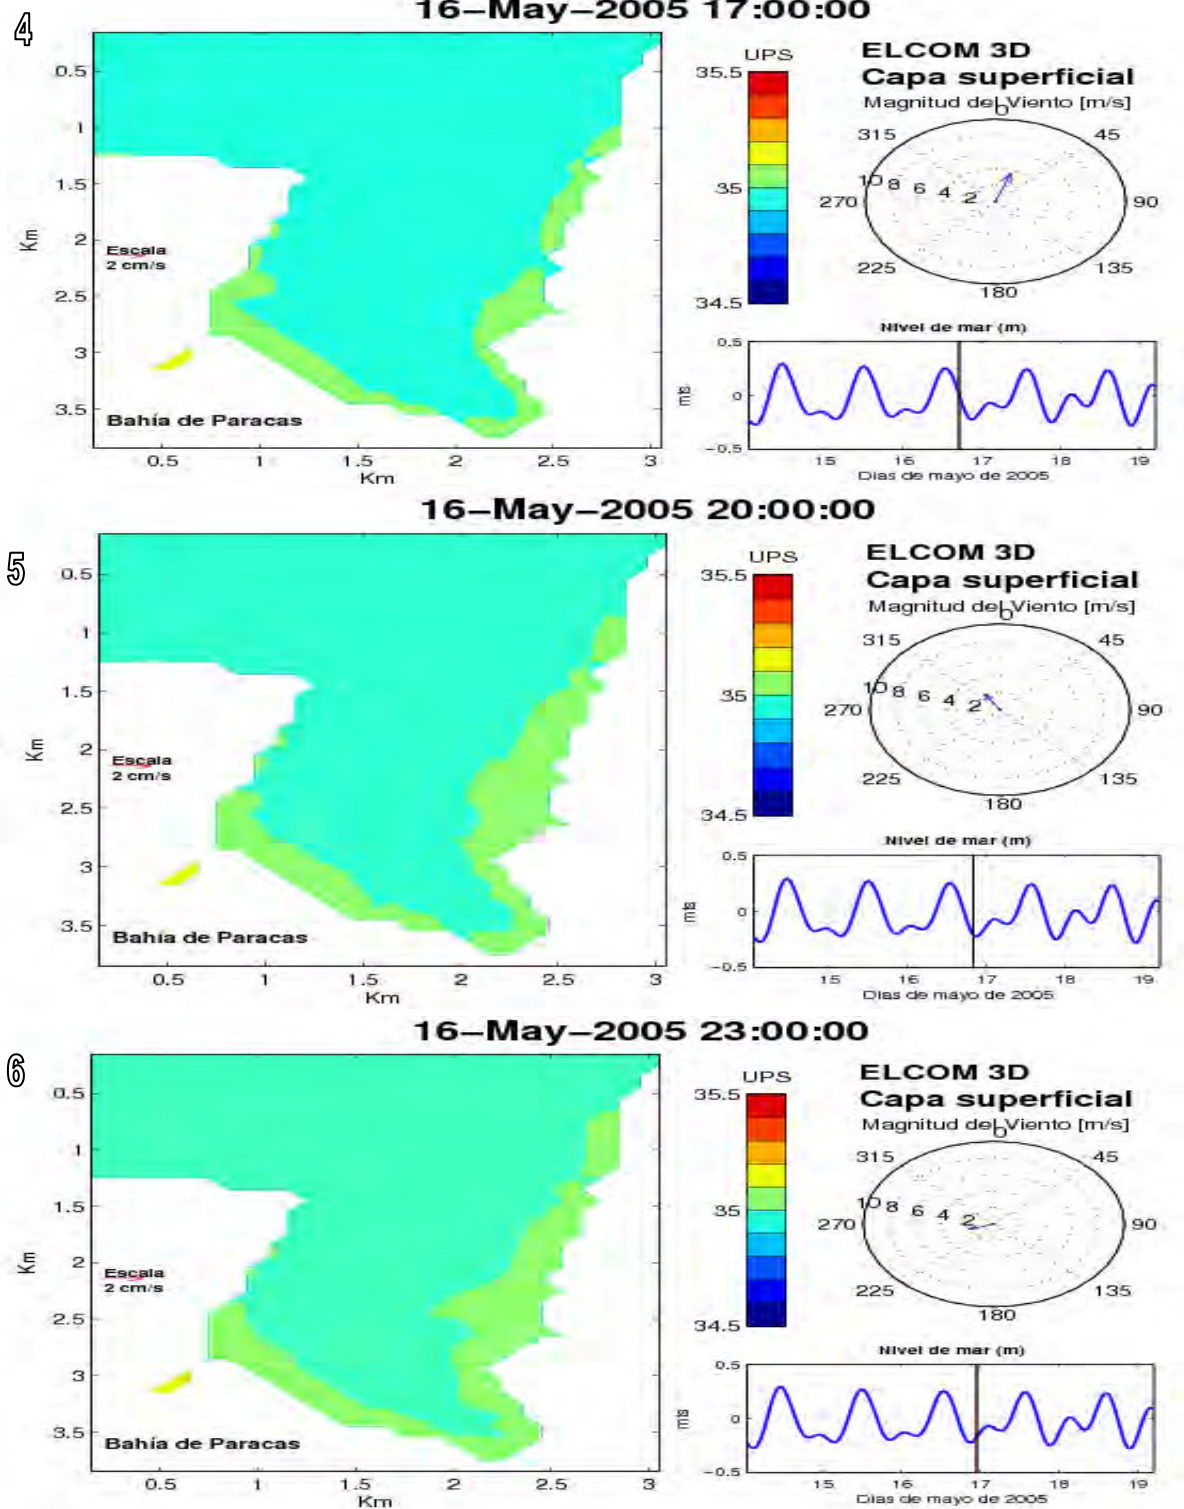 4
16-May-2005 17:00:00
UPS
ELCOM 3D
Capa superficial
Magnitud del Viento [m/s]
0
315
45
10 8 6 4 2
270
90
225
135
180
35.5
35
34.5
0.5
1
1.5
2
2.5
3
3.5
Km
Escala
2 cm/s
Bahía de Paracas
0.5 1 1.5 2 2.5 3
Km
Nivel de mar (m)
0.5
0
-0.5
mts
15 16 17 18 19
Dias de mayo de 2005
5
16-May-2005 20:00:00
UPS
ELCOM 3D
Capa superficial
Magnitud del Viento [m/s]
0
315
45
10 8 6 4 2
270
90
225
135
180
35.5
35
34.5
0.5
1
1.5
2
2.5
3
3.5
Km
Escala
2 cm/s
Bahía de Paracas
0.5 1 1.5 2 2.5 3
Km
Nivel de mar (m)
0.5
0
-0.5
mts
15 16 17 18 19
Dias de mayo de 2005
6
16-May-2005 23:00:00
UPS
ELCOM 3D
Capa superficial
Magnitud del Viento [m/s]
0
315
45
10 8 6 4 2
270
90
225
135
180
35.5
35
34.5
0.5
1
1.5
2
2.5
3
3.5
Km
Escala
2 cm/s
Bahía de Paracas
0.5 1 1.5 2 2.5 3
Km
Nivel de mar (m)
0.5
0
-0.5
mts
15 16 17 18 19
Dias de mayo de 2005